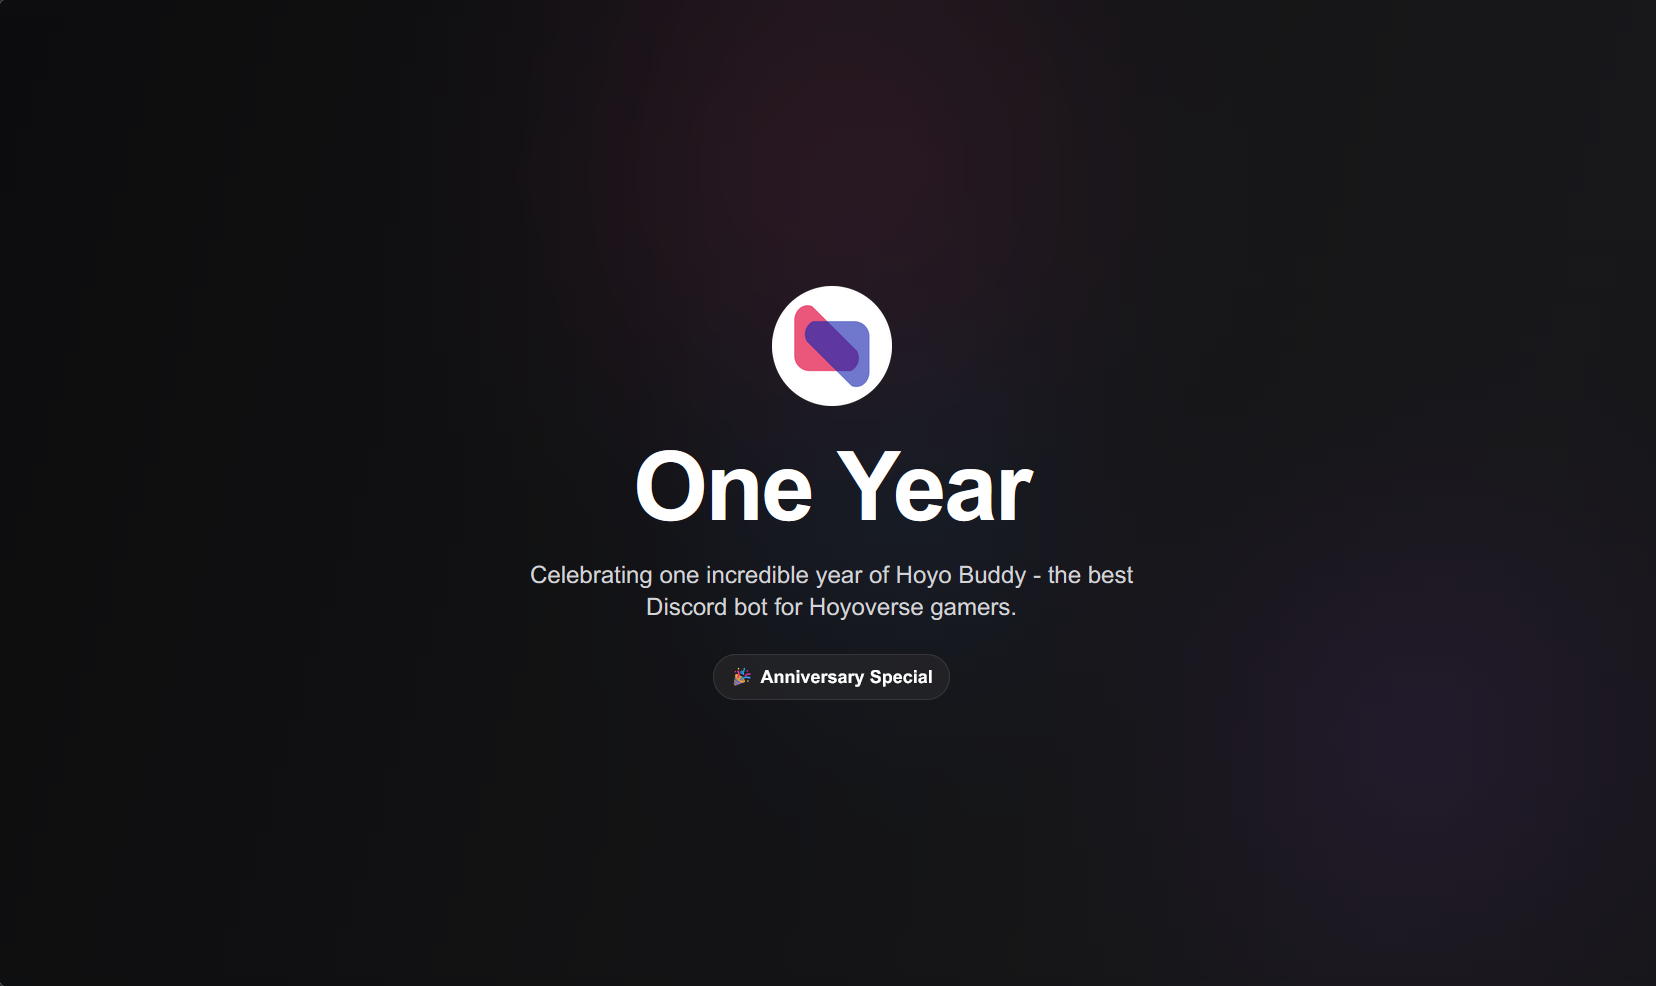 One Year
Celebrating one incredible year of Hoyo Buddy - the best
Discord bot for Hoyoverse gamers.
🎉 Anniversary Special